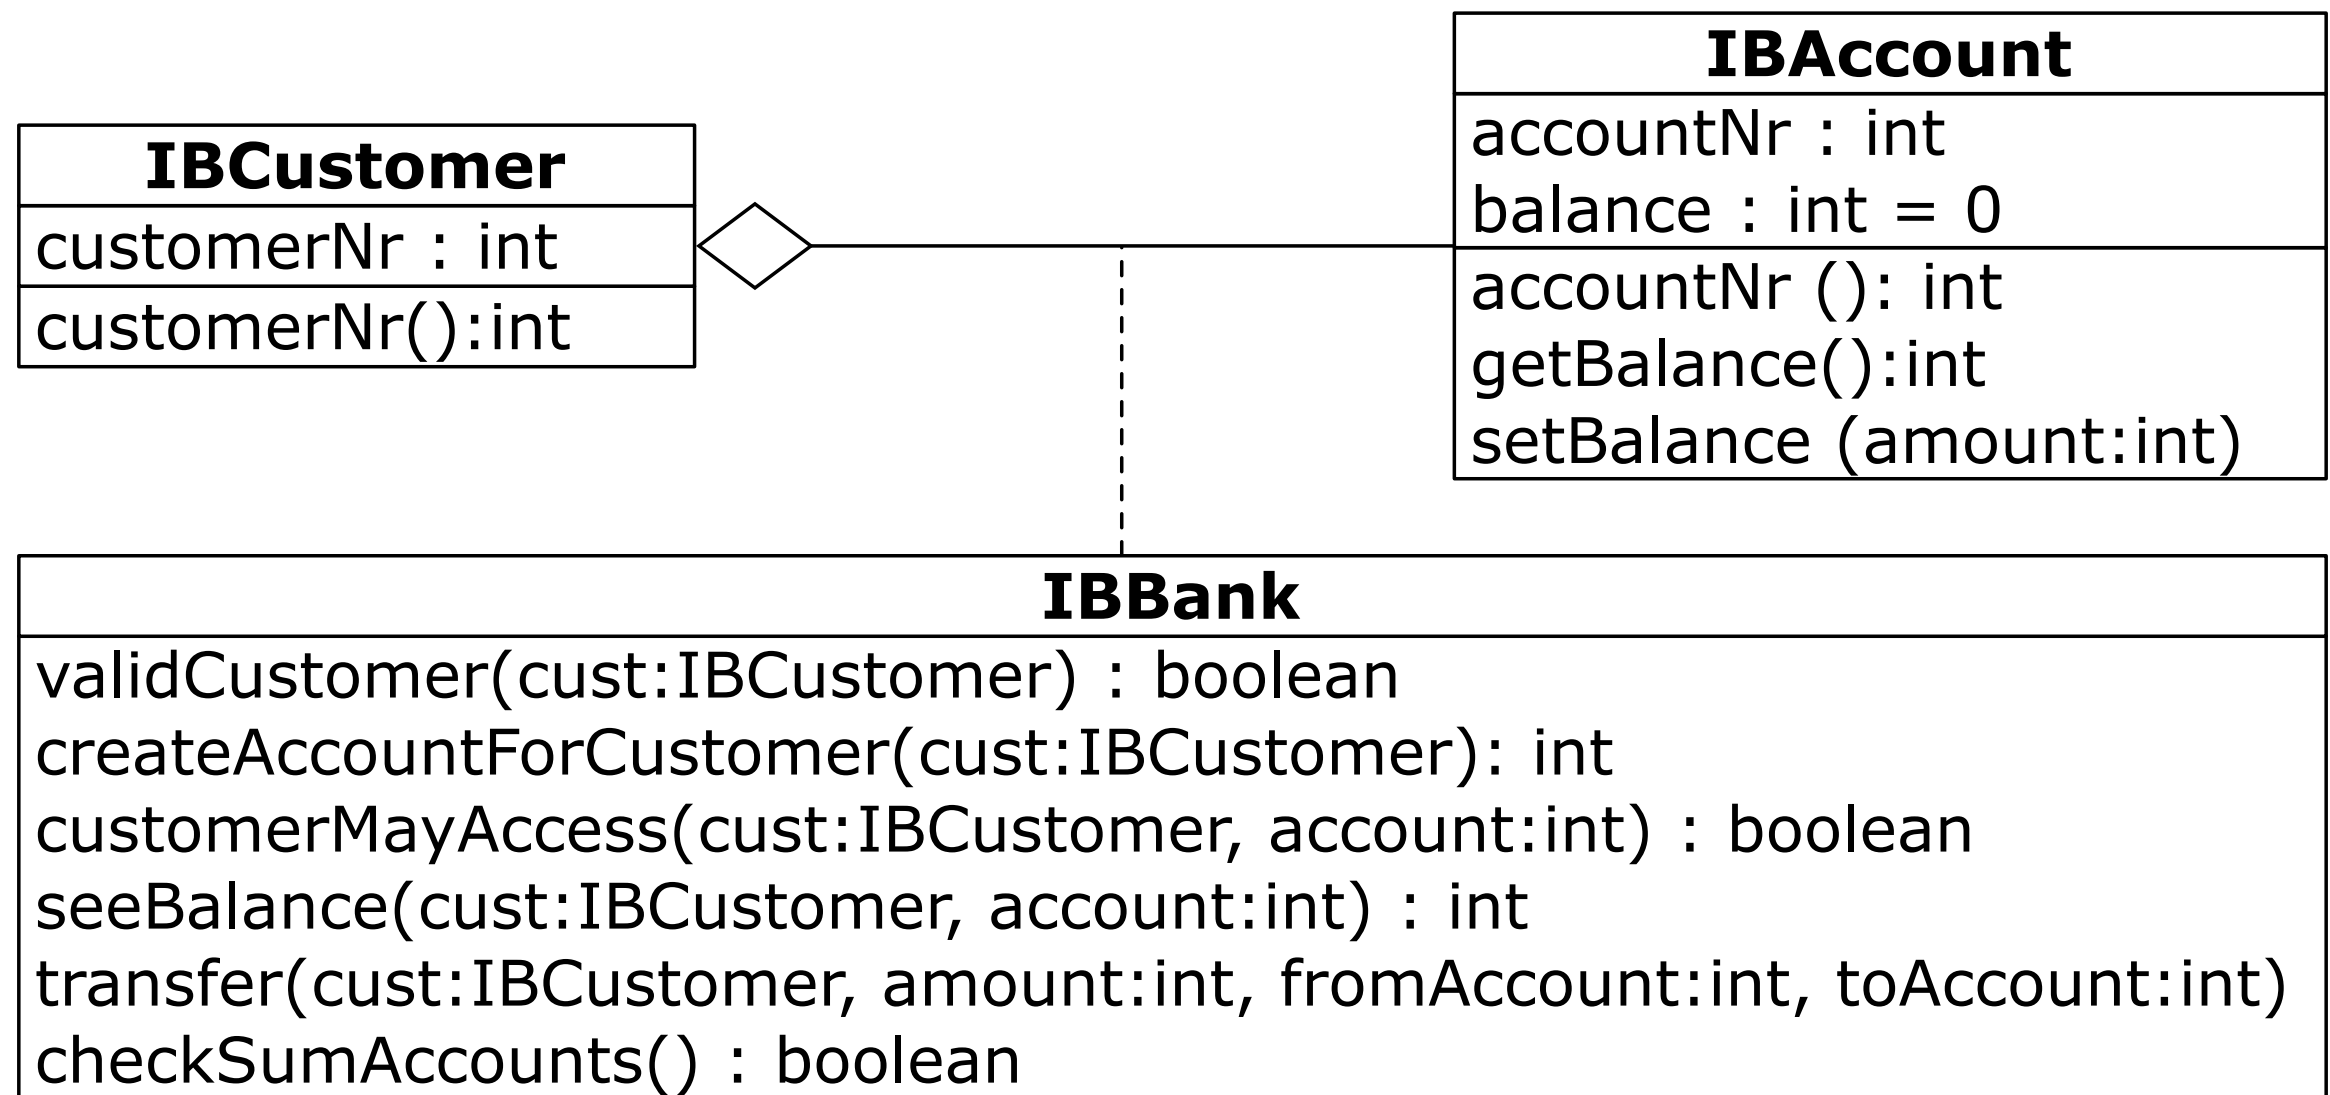 IBCustomer
customerNr : int
customerNr():int
IBAccount
accountNr : int
balance : int = 0
accountNr (): int
getBalance():int
setBalance (amount:int)
IBBank
validCustomer(cust:IBCustomer) : boolean
createAccountForCustomer(cust:IBCustomer): int
customerMayAccess(cust:IBCustomer, account:int) : boolean
seeBalance(cust:IBCustomer, account:int) : int
transfer(cust:IBCustomer, amount:int, fromAccount:int, toAccount:int)
checkSumAccounts() : boolean